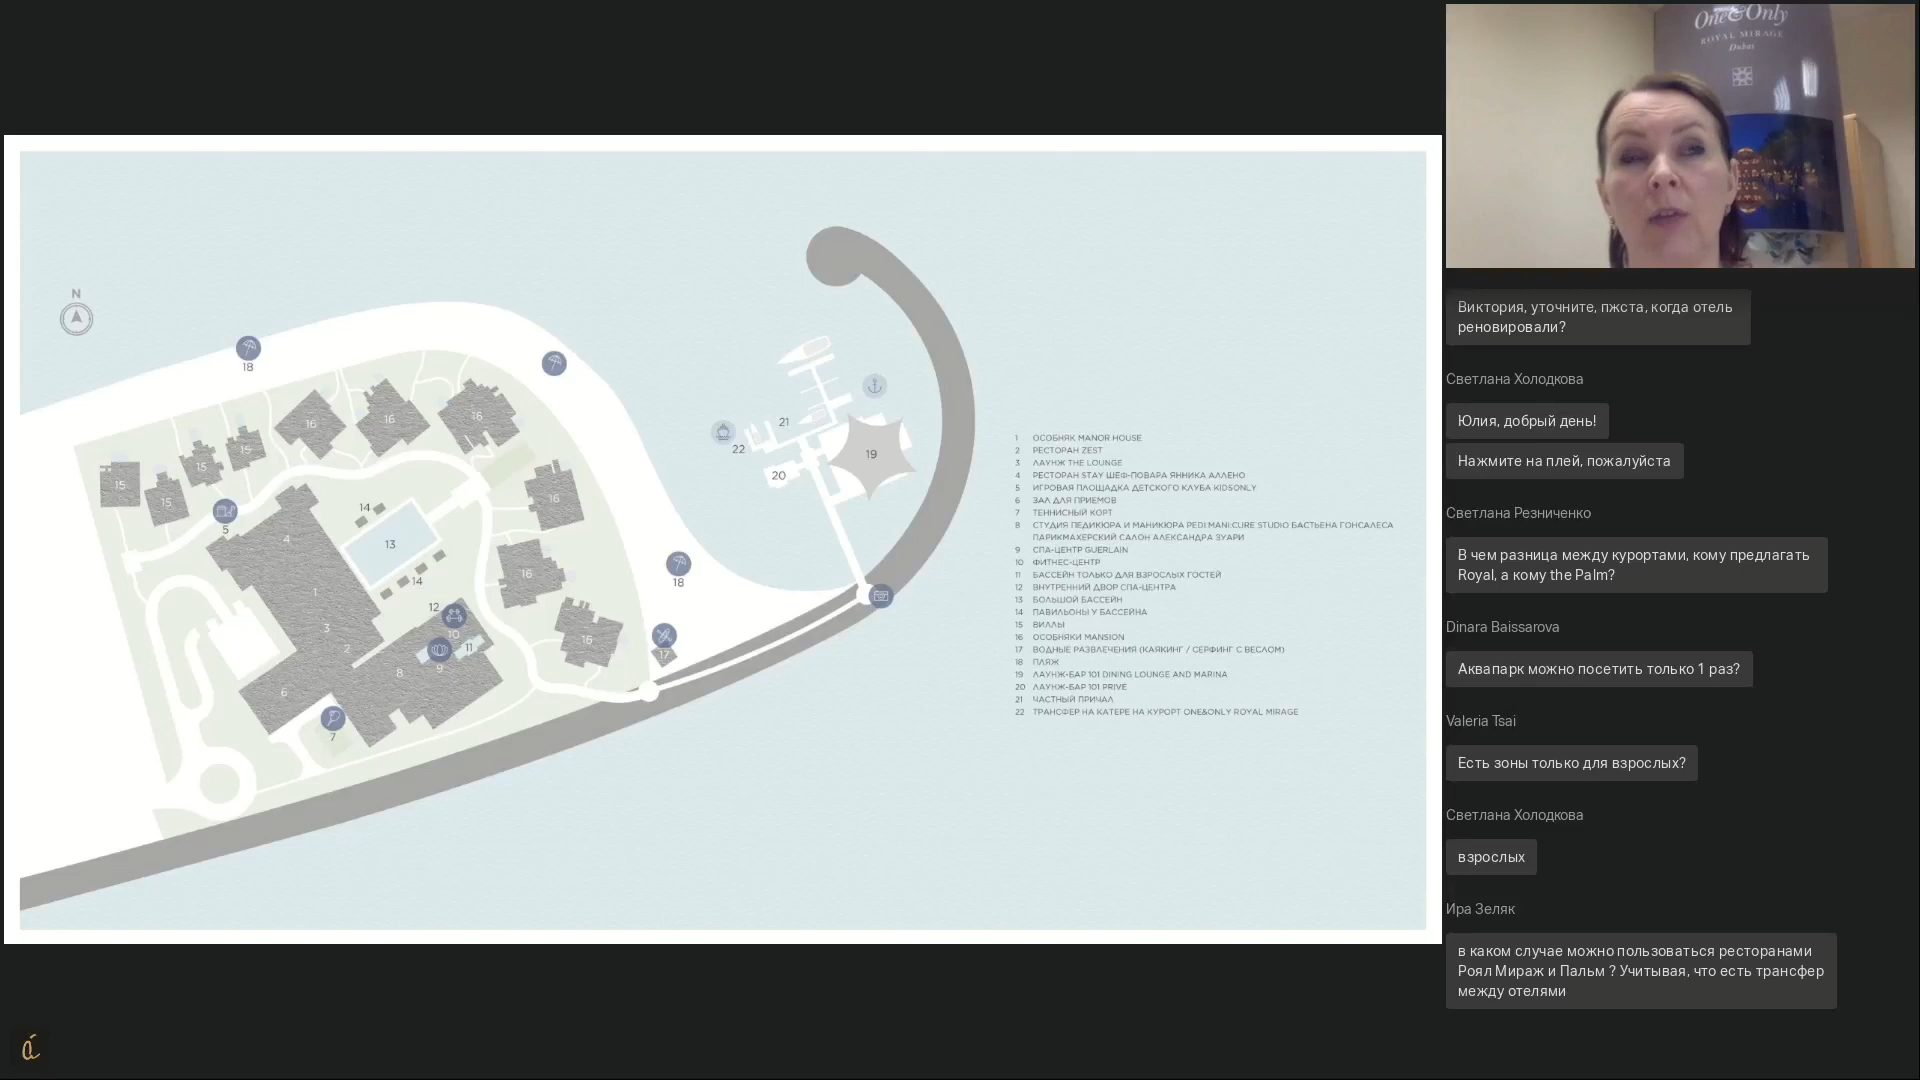 One&Only
ROYAL MIRAGE
Dubai
N
18
16
16
16
15
15
15
15
5
14
4
13
16
14
1
12
16
10
3
11
2
9
8
6
7
16
17
18
21
22
20
19
1 ОСОБНЯК MANOR HOUSE
2 РЕСТОРАН ZEST
3 ЛАУНЖ THE LOUNGE
4 РЕСТОРАН STAY ШЕФ-ПОВАРА ЯННИКА АЛЛЕНО
5 ИГРОВАЯ ПЛОЩАДКА ДЕТСКОГО КЛУБА KIDSONLY
6 ЗАЛ ДЛЯ ПРИЕМОВ
7 ТЕННИСНЫЙ КОРТ
8 СТУДИЯ ПЕДИКЮРА И МАНИКЮРА PEDI:MANI:CURE STUDIO БАСТЬЕНА ГОНСАЛЕСА
ПАРИКМАХЕРСКИЙ САЛОН АЛЕКСАНДРА ЗУАРИ
9 СПА-ЦЕНТР GUERLAIN
10 ФИТНЕС-ЦЕНТР
11 БАССЕЙН ТОЛЬКО ДЛЯ ВЗРОСЛЫХ ГОСТЕЙ
12 ВНУТРЕННИЙ ДВОР СПА-ЦЕНТРА
13 БОЛЬШОЙ БАССЕЙН
14 ПАВИЛЬОНЫ У БАССЕЙНА
15 ВИЛЛЫ
16 ОСОБНЯКИ MANSION
17 ВОДНЫЕ РАЗВЛЕЧЕНИЯ (КАЯКИНГ / СЕРФИНГ С ВЕСЛОМ)
18 ПЛЯЖ
19 ЛАУНЖ-БАР 101 DINING LOUNGE AND MARINA
20 ЛАУНЖ-БАР 101 PRIVE
21 ЧАСТНЫЙ ПРИЧАЛ
22 ТРАНСФЕР НА КАТЕРЕ НА КУРОРТ ONE&ONLY ROYAL MIRAGE
Виктория, уточните, пжста, когда отель
реновировали?
Светлана Холодкова
Юлия, добрый день!
Нажмите на плей, пожалуйста
Светлана Резниченко
В чем разница между курортами, кому предлагать
Royal, а кому the Palm?
Dinara Baissarova
Аквапарк можно посетить только 1 раз?
Valeria Tsai
Есть зоны только для взрослых?
Светлана Холодкова
взрослых
Ира Зеляк
в каком случае можно пользоваться ресторанами
Роял Мираж и Пальм ? Учитывая, что есть трансфер
между отелями
á